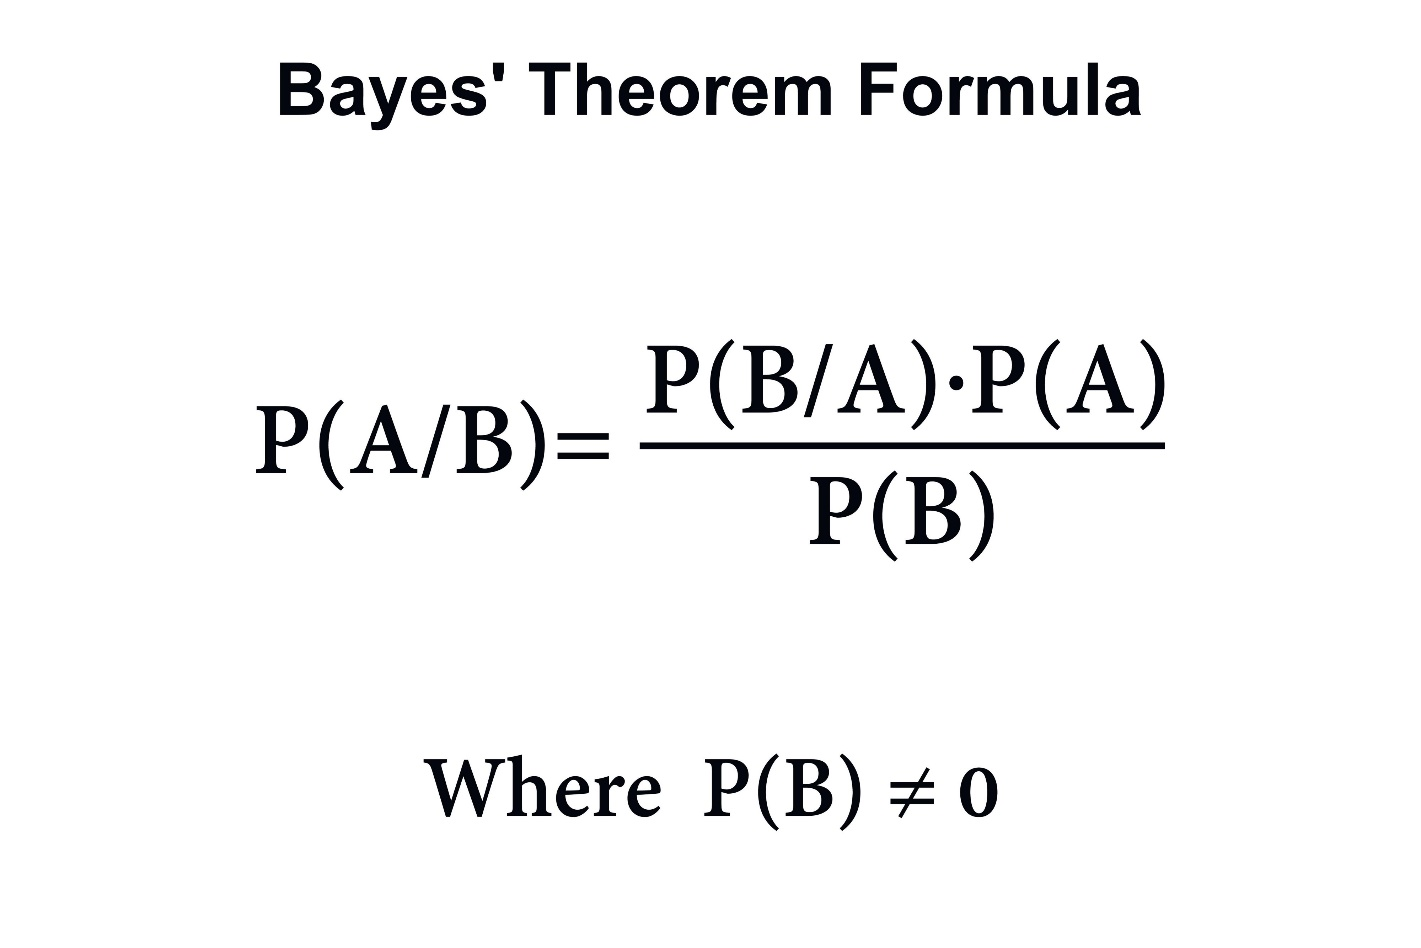 Bayes' Theorem Formula
P(A/B)= P(B/A)·P(A)
P(B)
Where P(B) ≠ 0